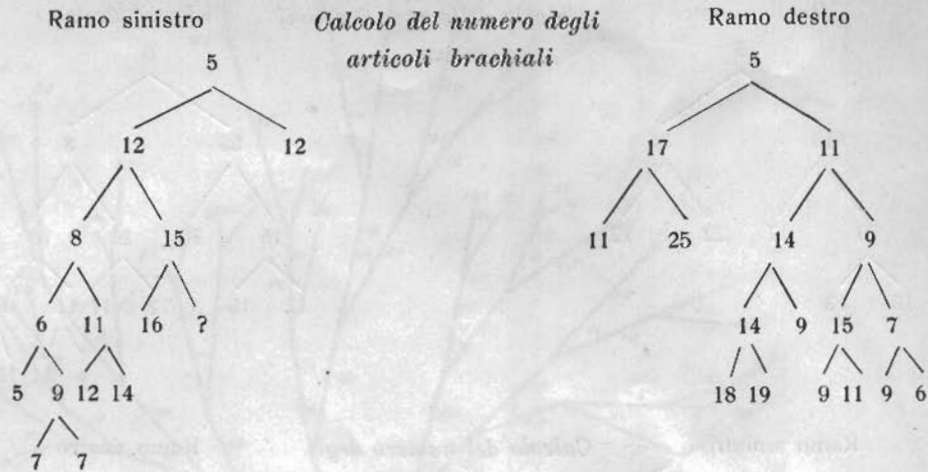 Ramo sinistro Calcolo del numero degli Ramo destro
articoli brachiali
5 5
12 12 17 11
8 15 11 25 14 9
6 11 16 ? 14 9 15 7
5 9 12 14 18 19 9 11 9 6
7 7